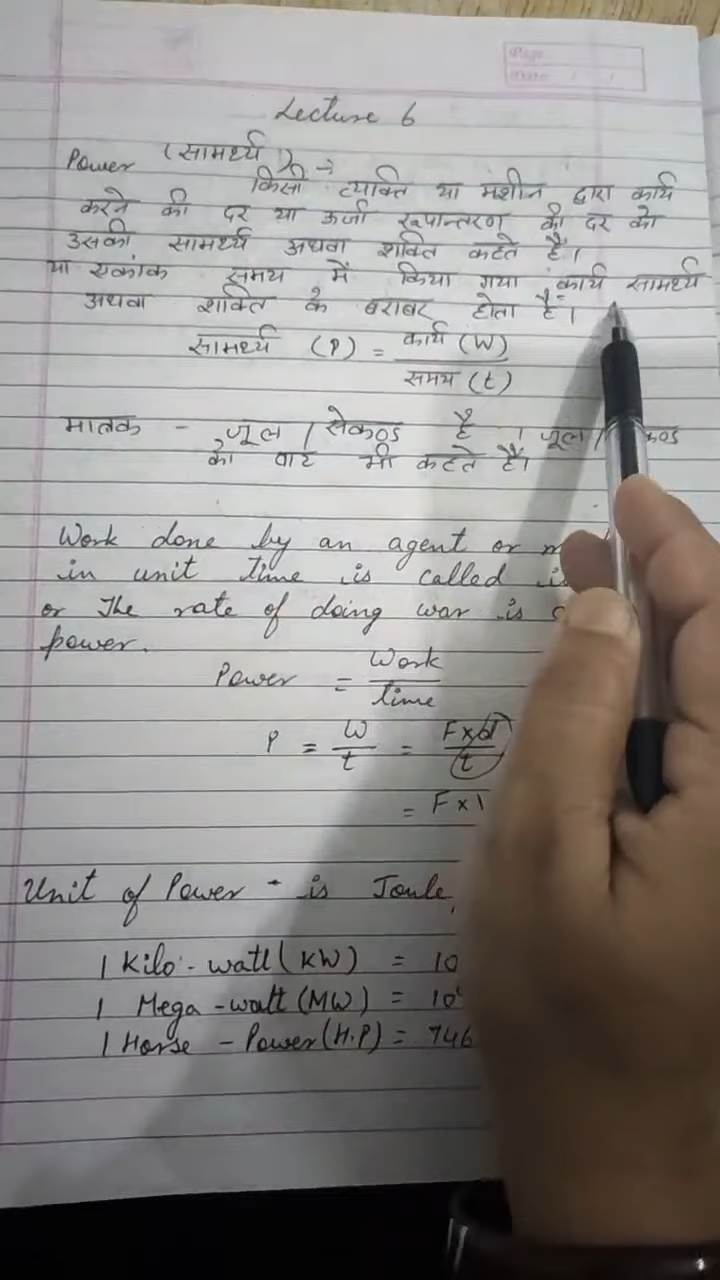 Lecture 6
Power (सामर्थ्य) →
किसी व्यक्ति या मशीन द्वारा कार्य
करने की दर या ऊर्जा रूपान्तरण की दर को
उसकी सामर्थ्य अथवा शक्ति कहते है।
या एकांक समय में किया गया कार्य सामर्थ्य
अथवा शक्ति के बराबर होता है।
सामर्थ्य (P) = कार्य (W)
समय (t)
मात्रक - जूल / सेकण्ड है । जूल /
को वाट भी कहते है।
Work done by an agent or
in unit time is called is
or The rate of doing war is
power.
Power = Work
time
P = W/t = F×d/t
= F×
Unit of Power - is Joule
1 Kilo - watt (KW) = 10
1 Mega - watt (MW) = 10
1 Horse - Power (H.P) = 746